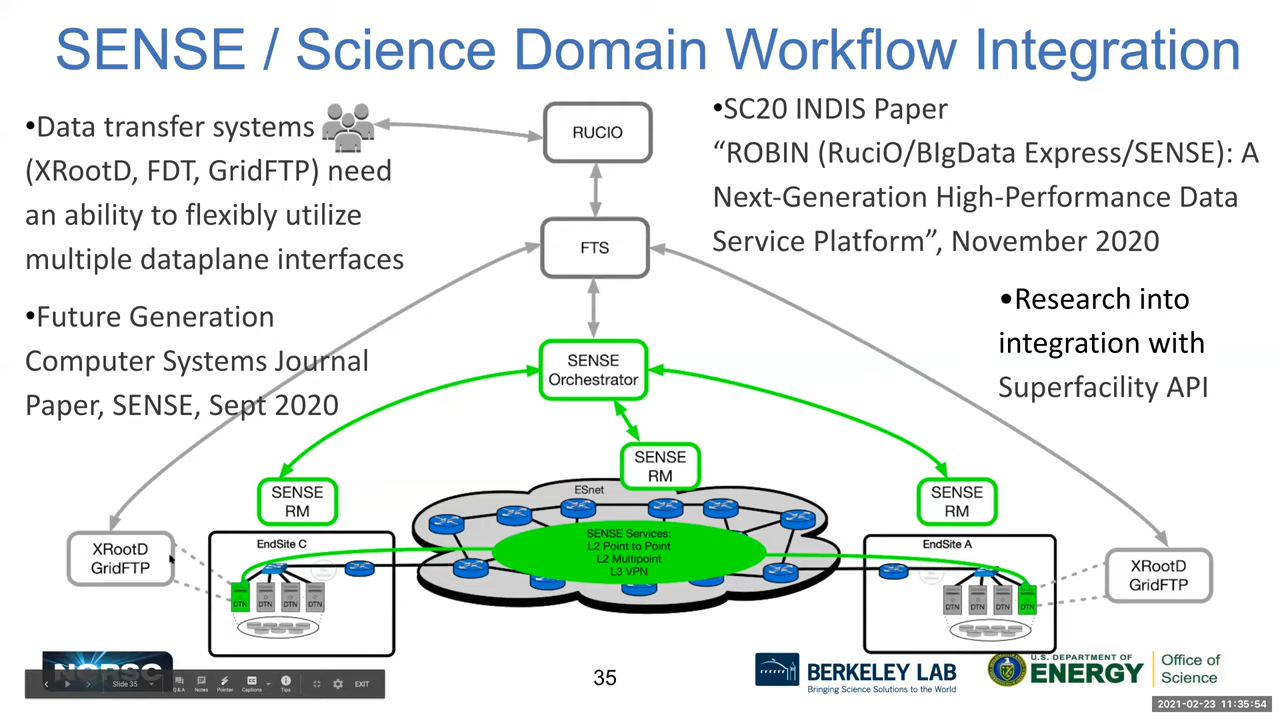 SENSE / Science Domain Workflow Integration
•Data transfer systems
(XRootD, FDT, GridFTP) need
an ability to flexibly utilize
multiple dataplane interfaces
•Future Generation
Computer Systems Journal
Paper, SENSE, Sept 2020
•SC20 INDIS Paper
“ROBIN (RuciO/BIgData Express/SENSE): A
Next-Generation High-Performance Data
Service Platform”, November 2020
•Research into
integration with
Superfacility API
RUCIO
FTS
SENSE
Orchestrator
SENSE
RM
SENSE
RM
SENSE
RM
ESnet
SENSE Services:
L2 Point to Point
L2 Multipoint
L3 VPN
XRootD
GridFTP
EndSite C
DTN DTN DTN DTN
EndSite A
DTN DTN DTN DTN
XRootD
GridFTP
Slide 35
Q&A
Notes
Pointer
Captions
Tips
EXIT
35
BERKELEY LAB
Bringing Science Solutions to the World
U.S. DEPARTMENT OF
ENERGY
Office of
Science
2021-02-23 11:35:54